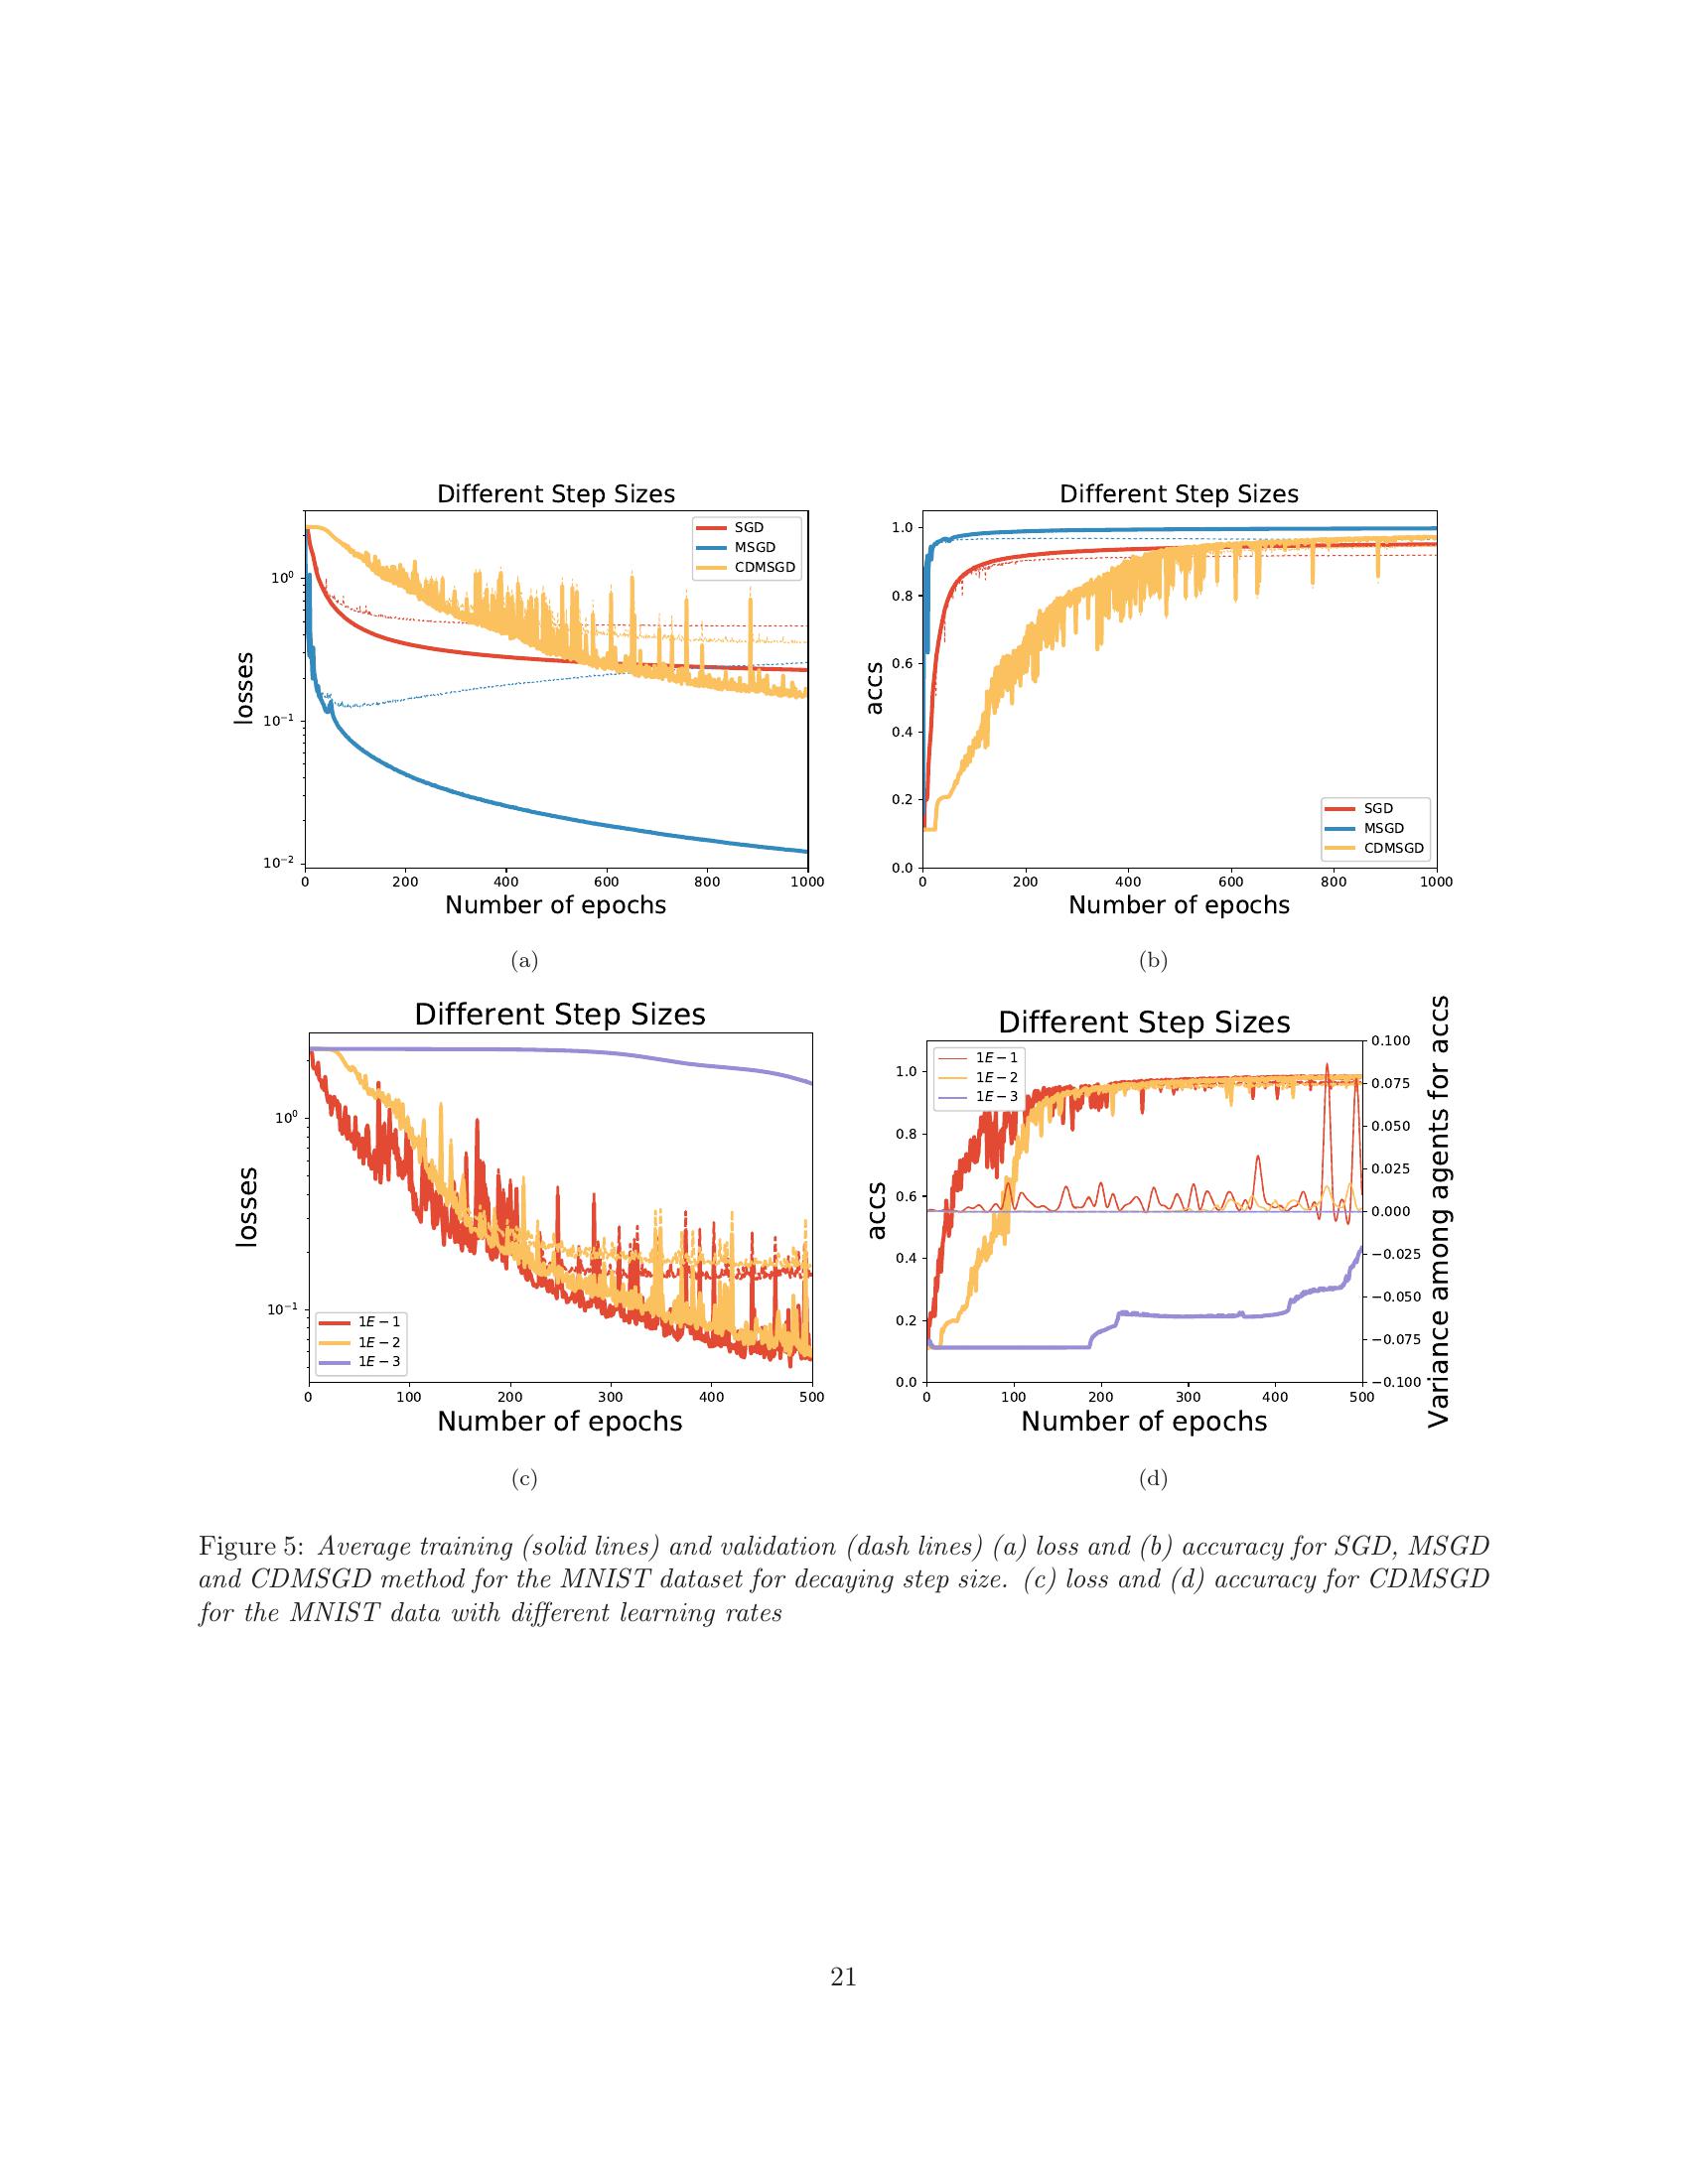 Different Step Sizes
losses
10⁰
10⁻¹
10⁻²
SGD
MSGD
CDMSGD
0 200 400 600 800 1000
Number of epochs
(a)
Different Step Sizes
accs
1.0
0.8
0.6
0.4
0.2
0.0
SGD
MSGD
CDMSGD
0 200 400 600 800 1000
Number of epochs
(b)
Different Step Sizes
losses
10⁰
10⁻¹
1E − 1
1E − 2
1E − 3
0 100 200 300 400 500
Number of epochs
(c)
Different Step Sizes
accs
1.0
0.8
0.6
0.4
0.2
0.0
1E − 1
1E − 2
1E − 3
0.100
0.075
0.050
0.025
0.000
−0.025
−0.050
−0.075
−0.100
Variance among agents for accs
0 100 200 300 400 500
Number of epochs
(d)
Figure 5: Average training (solid lines) and validation (dash lines) (a) loss and (b) accuracy for SGD, MSGD
and CDMSGD method for the MNIST dataset for decaying step size. (c) loss and (d) accuracy for CDMSGD
for the MNIST data with different learning rates
21